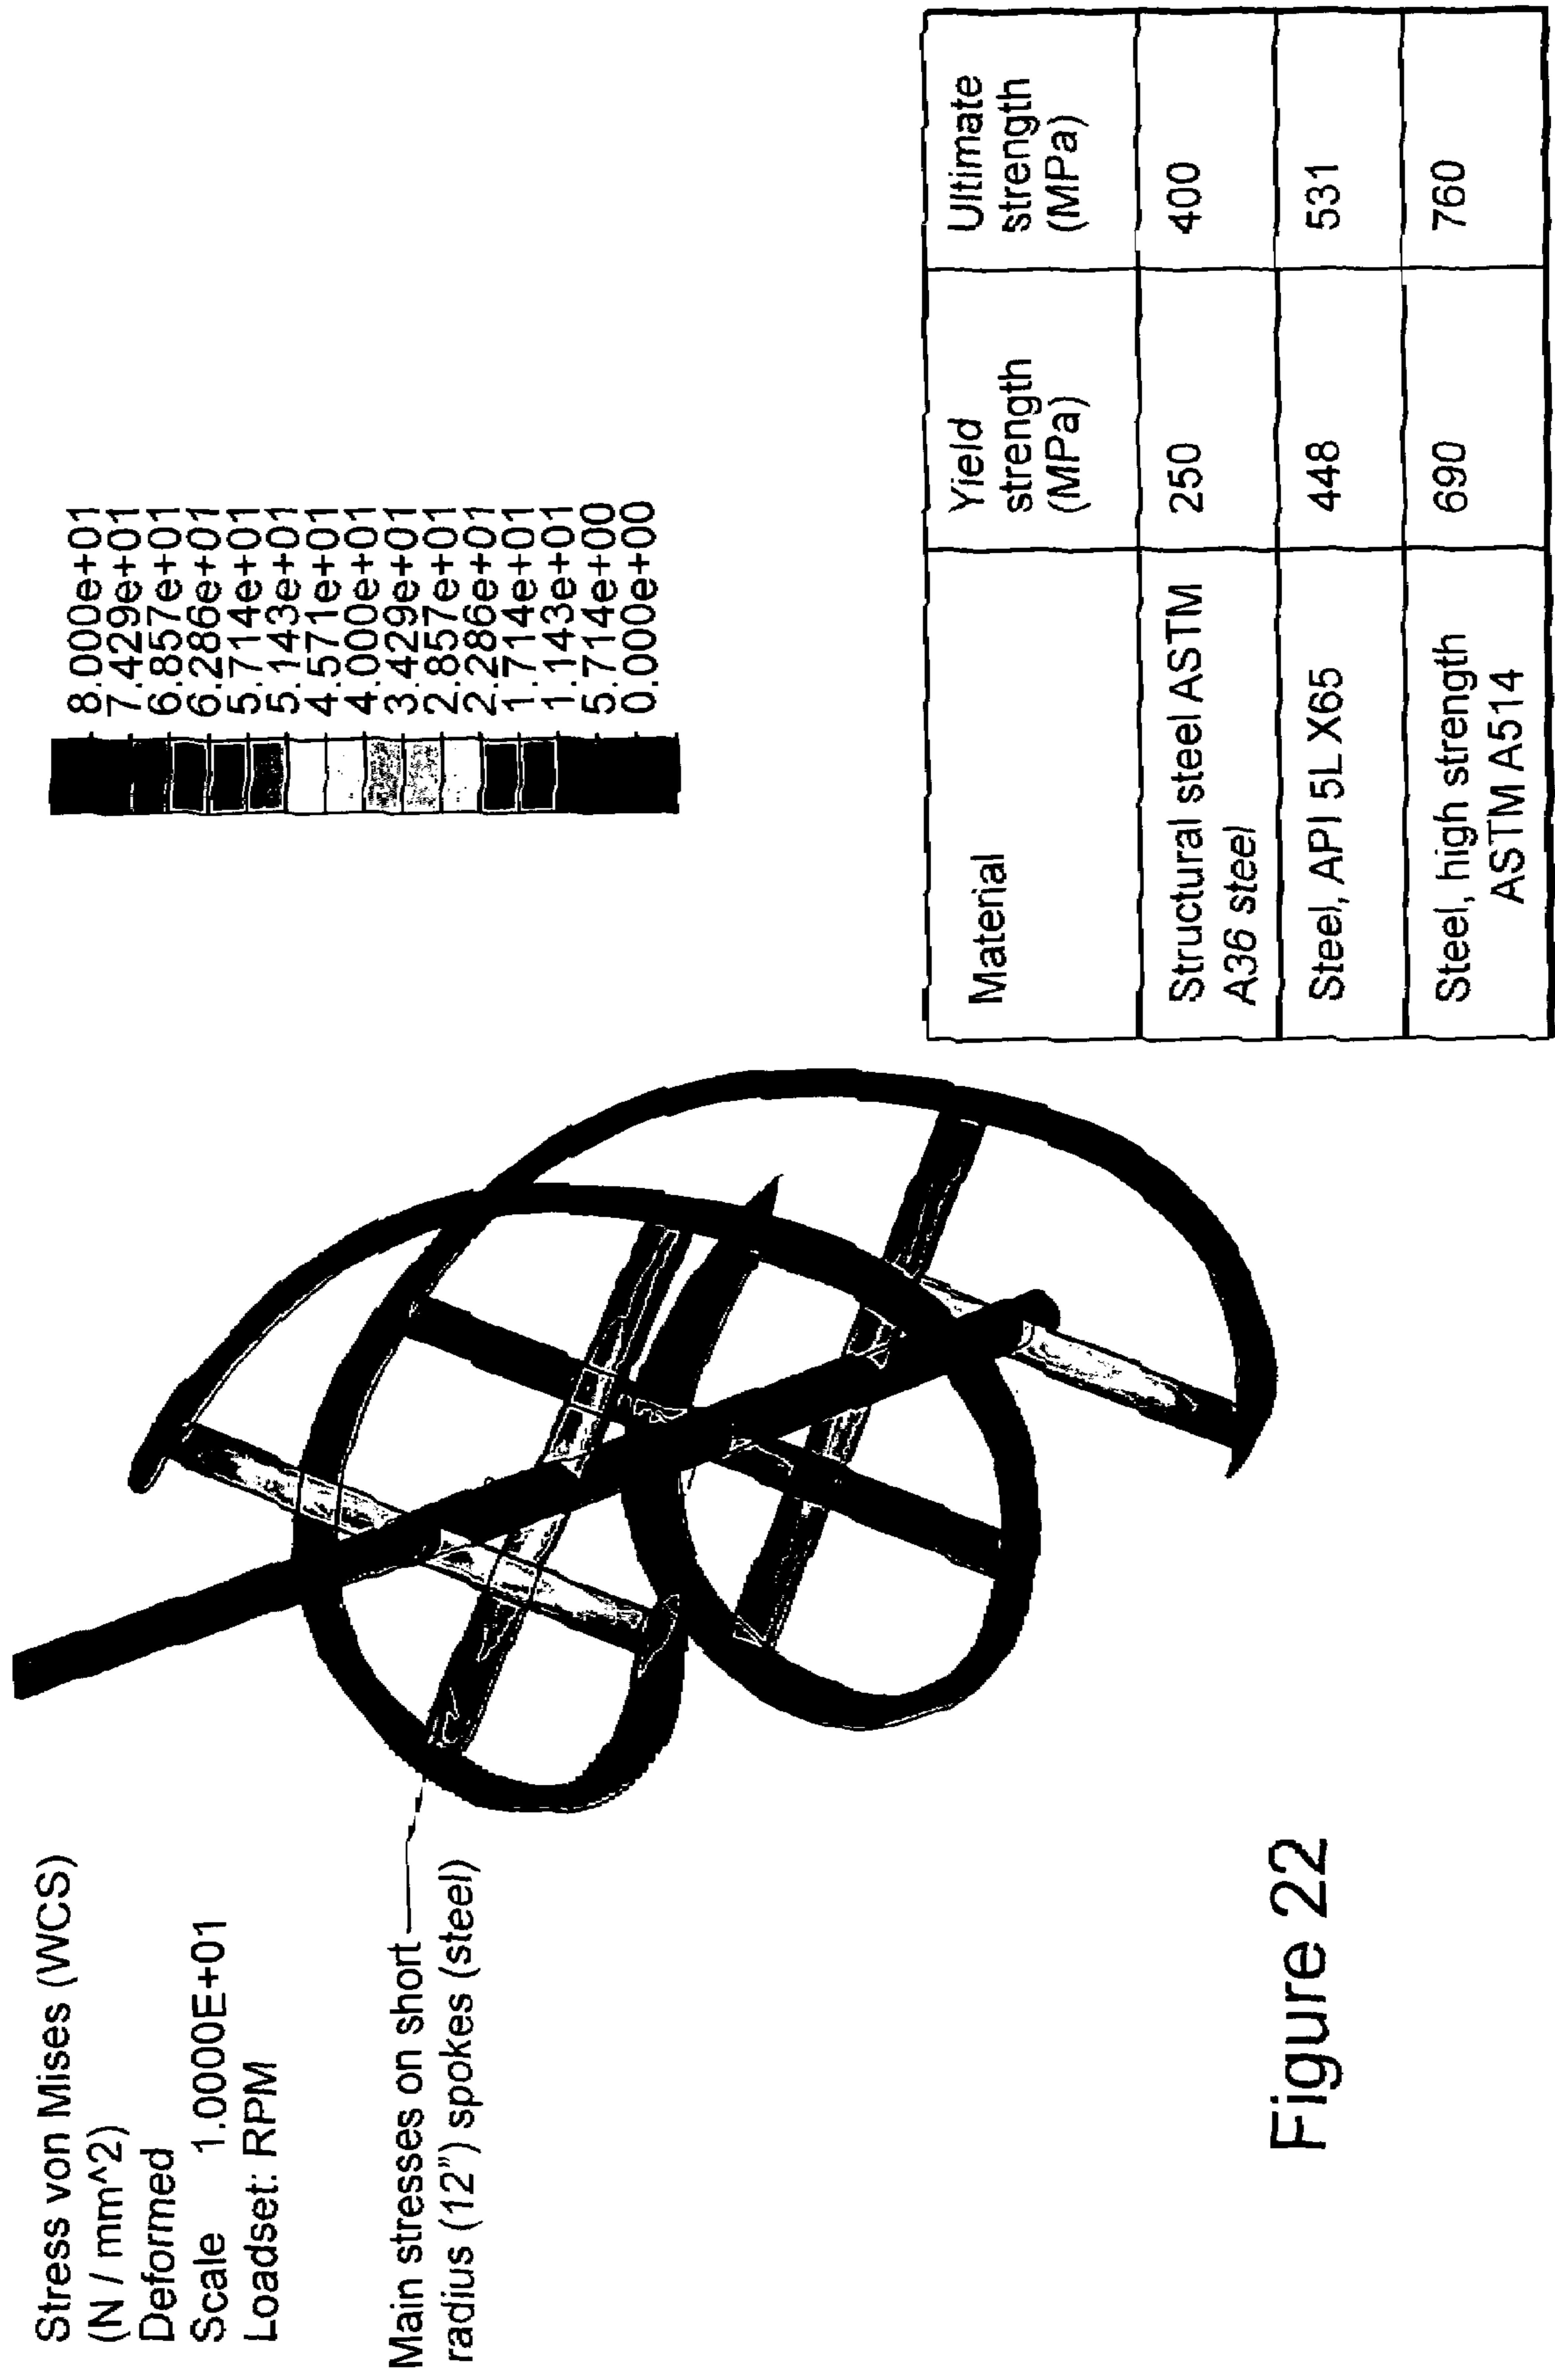 Stress von Mises (WCS)
(N / mm^2)
Deformed
Scale 1.0000E+01
Loadset: RPM
8.000e+01
7.429e+01
6.857e+01
6.286e+01
5.714e+01
5.143e+01
4.571e+01
4.000e+01
3.429e+01
2.857e+01
2.286e+01
1.714e+01
1.143e+01
5.714e+00
0.000e+00
Main stresses on short
radius (12") spokes (steel)
Material
Yield
strength
(MPa)
Ultimate
strength
(MPa)
Structural steel ASTM
A36 steel
250
400
Steel, API 5L X65
448
531
Steel, high strength
ASTM A514
690
760
Figure 22